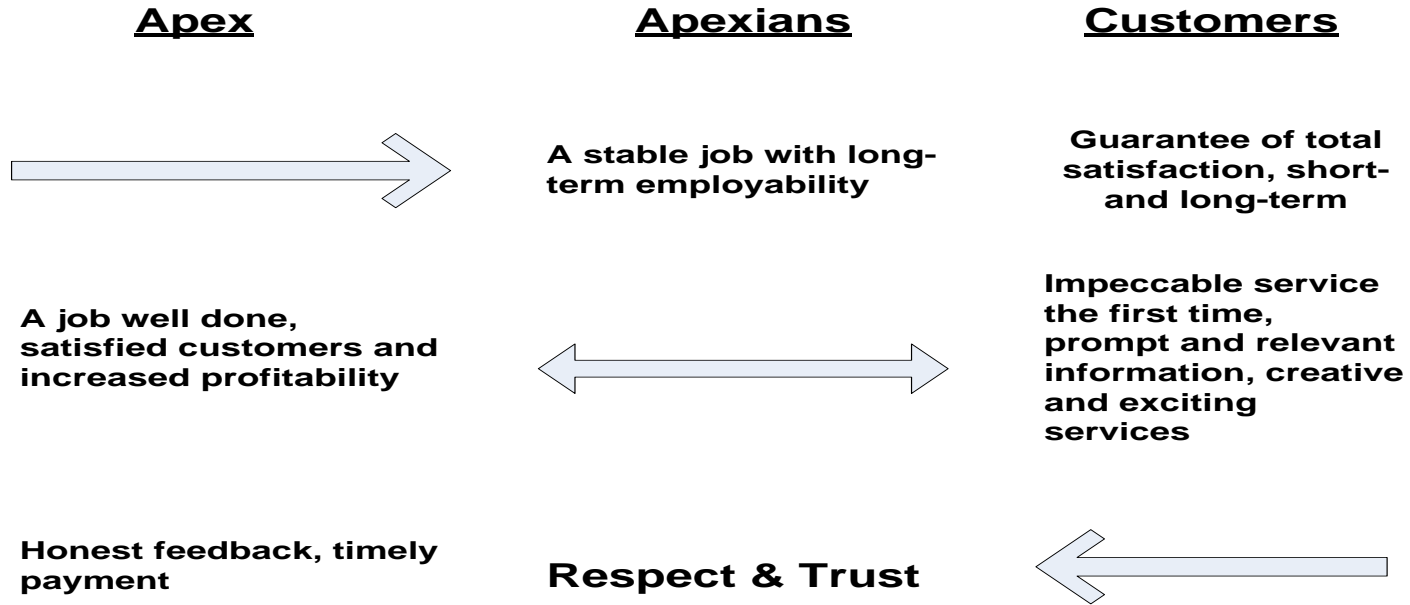 Apex
Apexians
Customers
A stable job with long-
term employability
Guarantee of total
satisfaction, short-
and long-term
A job well done,
satisfied customers and
increased profitability
Impeccable service
the first time,
prompt and relevant
information, creative
and exciting
services
Honest feedback, timely
payment
Respect & Trust